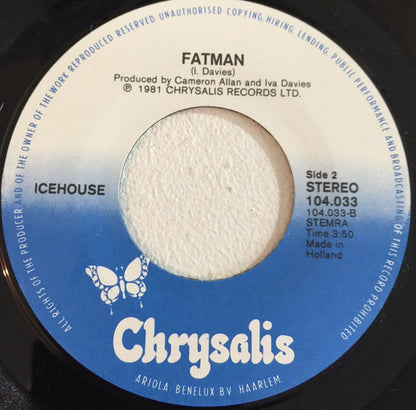 ALL RIGHTS OF THE PRODUCER AND OF THE OWNER OF THE WORK REPRODUCED RESERVED. UNAUTHORISED COPYING, HIRING, LENDING, PUBLIC PERFORMANCE AND BROADCASTING OF THIS RECORD PROHIBITED
FATMAN
(I. Davies)
Produced by Cameron Allan and Iva Davies
℗ 1981 CHRYSALIS RECORDS LTD.
ICEHOUSE
Side 2
STEREO
104.033
104.033-B
STEMRA
Time 3:50
Made in
Holland
Chrysalis
ARIOLA-BENELUX B.V. HAARLEM.